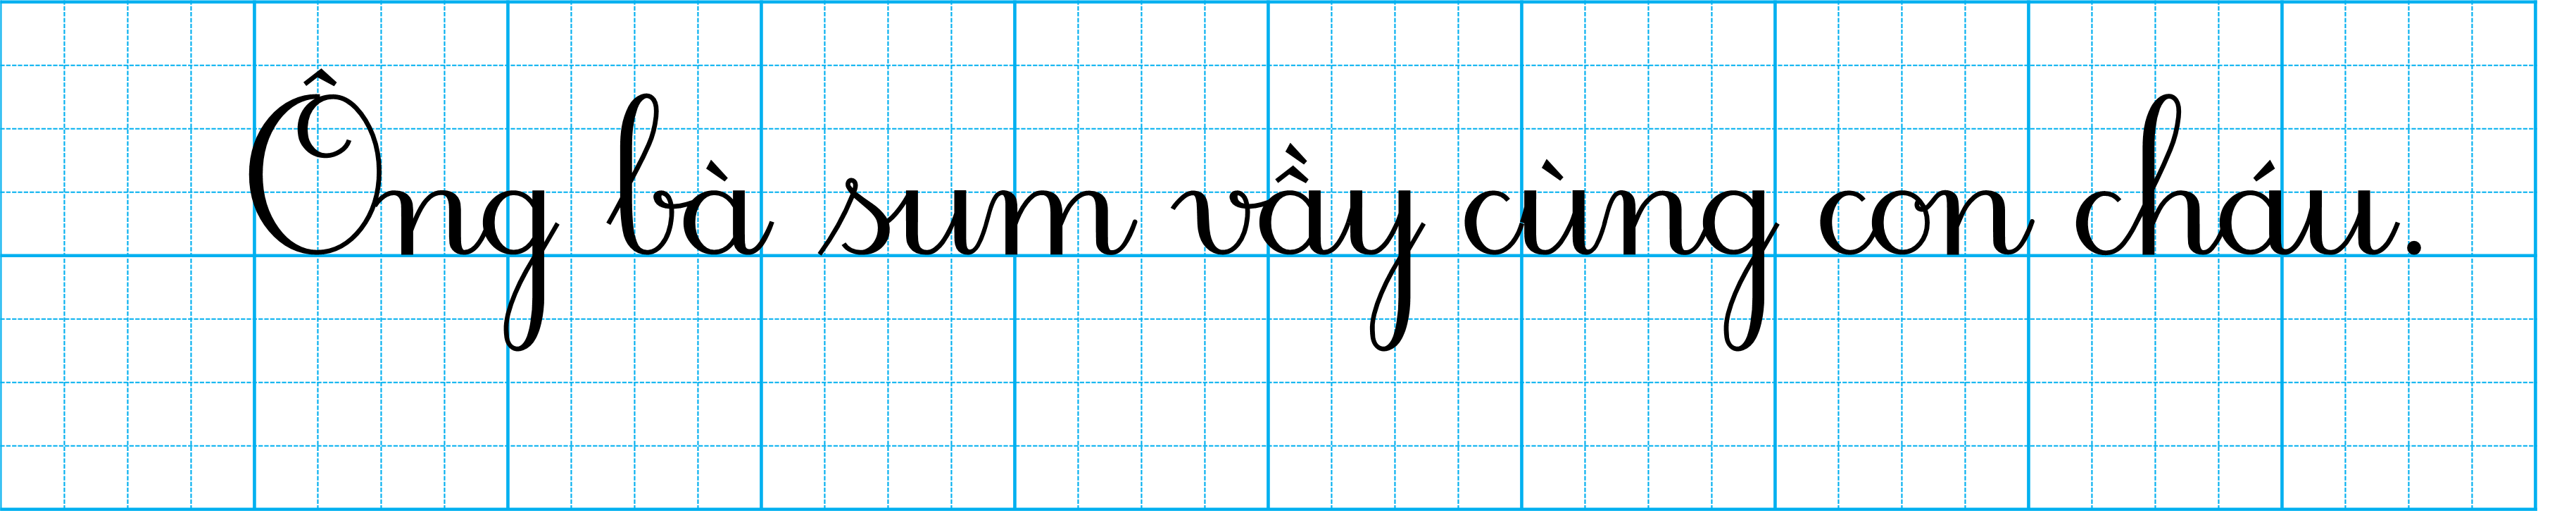 Ông bà sum vầy cùng con cháu.